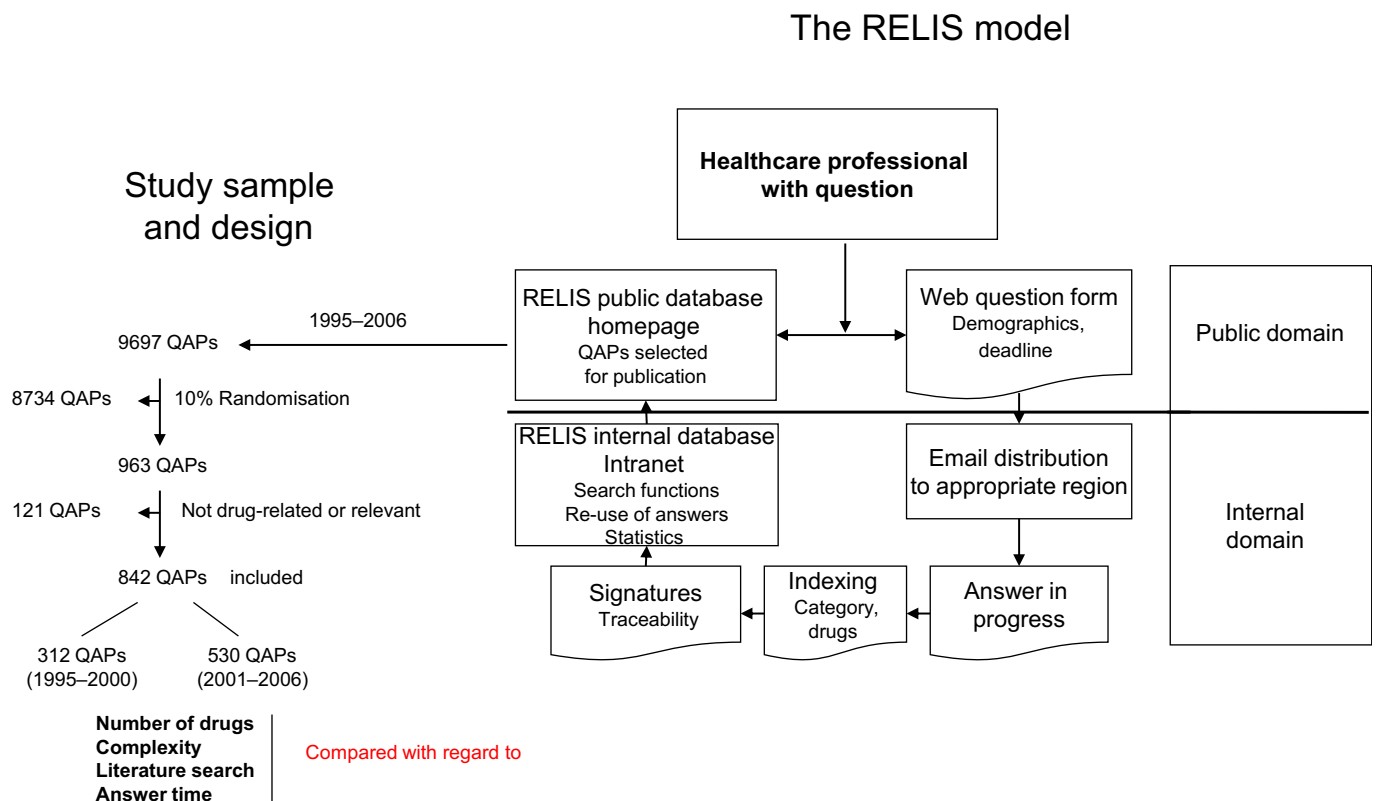 The RELIS model
Healthcare professional
with question
Study sample
and design
RELIS public database
homepage
QAPs selected
for publication
Web question form
Demographics,
deadline
Public domain
1995–2006
9697 QAPs
8734 QAPs
10% Randomisation
963 QAPs
121 QAPs
Not drug-related or relevant
842 QAPs included
312 QAPs
(1995–2000)
530 QAPs
(2001–2006)
RELIS internal database
Intranet
Search functions
Re-use of answers
Statistics
Email distribution
to appropriate region
Internal
domain
Signatures
Traceability
Indexing
Category,
drugs
Answer in
progress
Number of drugs
Complexity
Literature search
Answer time
Compared with regard to